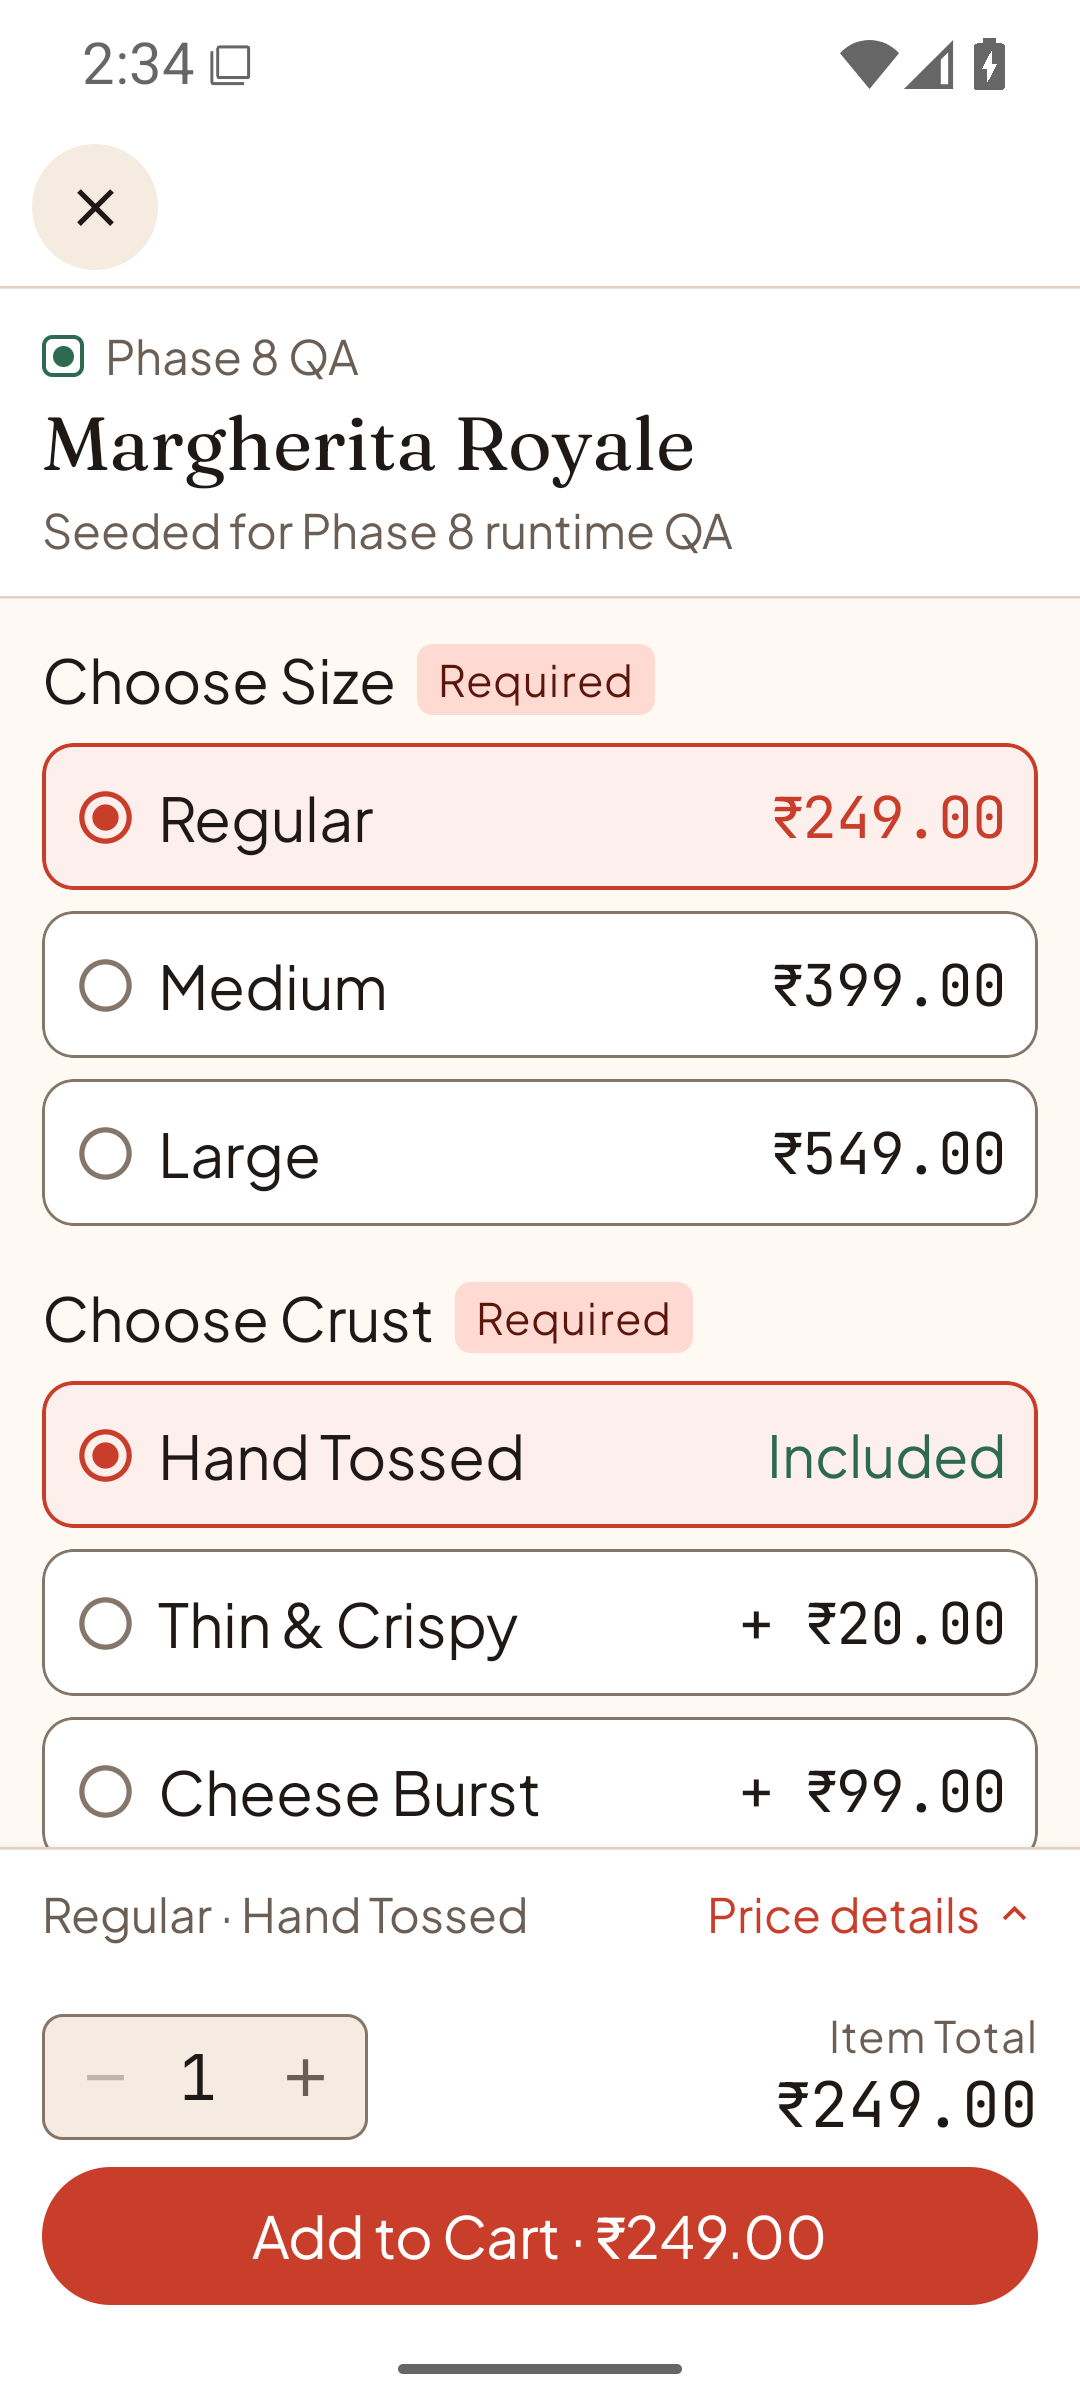 2:34
Phase 8 QA
Margherita Royale
Seeded for Phase 8 runtime QA
Choose Size Required
Regular ₹249.00
Medium ₹399.00
Large ₹549.00
Choose Crust Required
Hand Tossed Included
Thin & Crispy + ₹20.00
Cheese Burst + ₹99.00
Regular · Hand Tossed Price details
Item Total
− 1 + ₹249.00
Add to Cart · ₹249.00